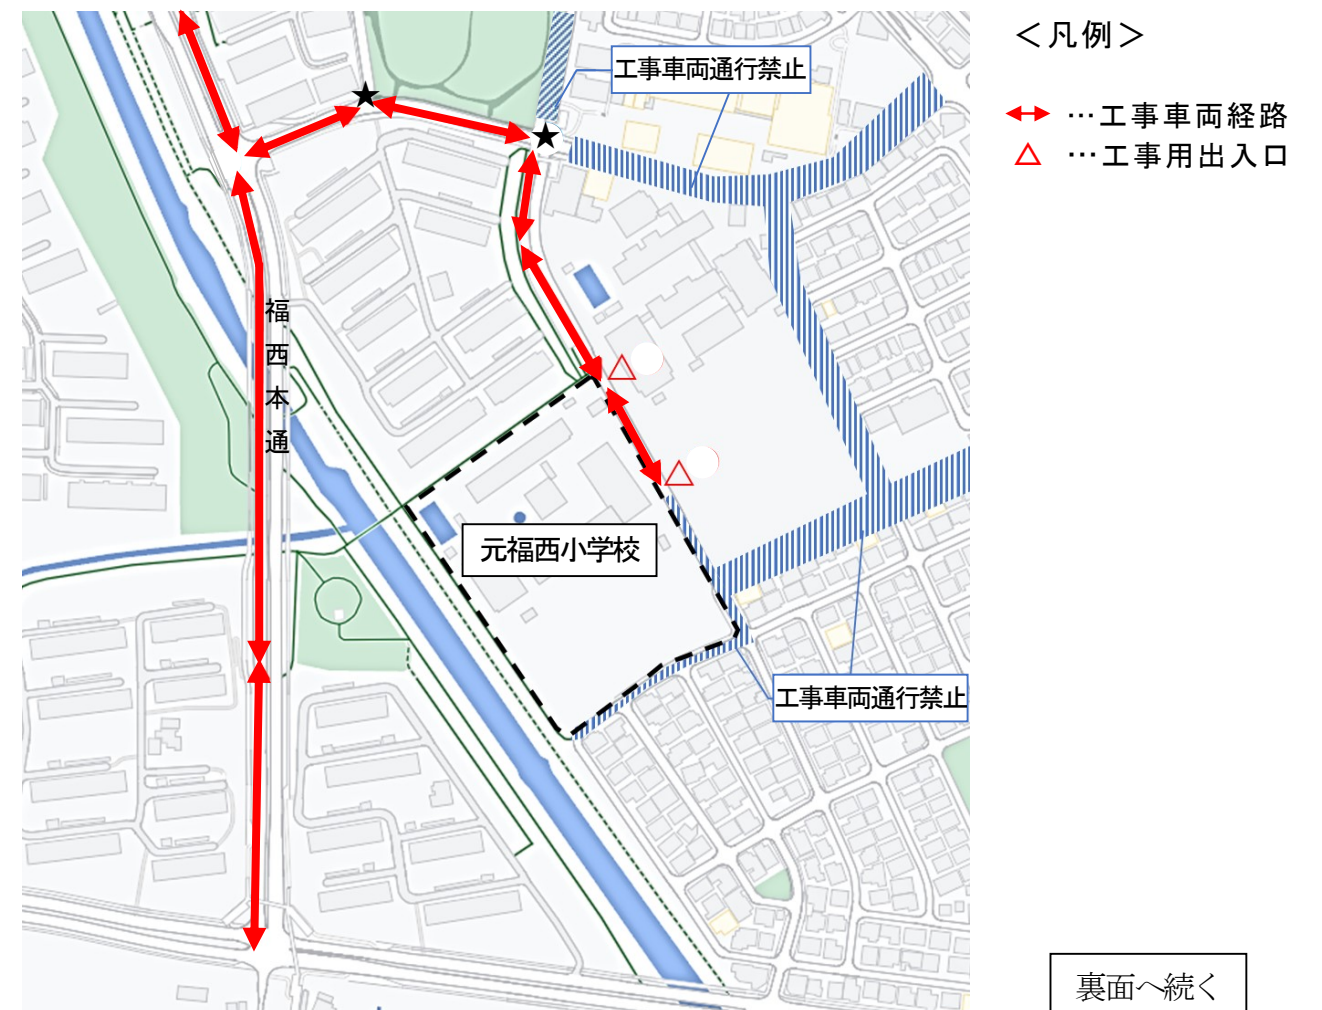 ＜凡例＞
工事車両通行禁止
…工事車両経路
…工事用出入口
福西本通
元福西小学校
工事車両通行禁止
裏面へ続く